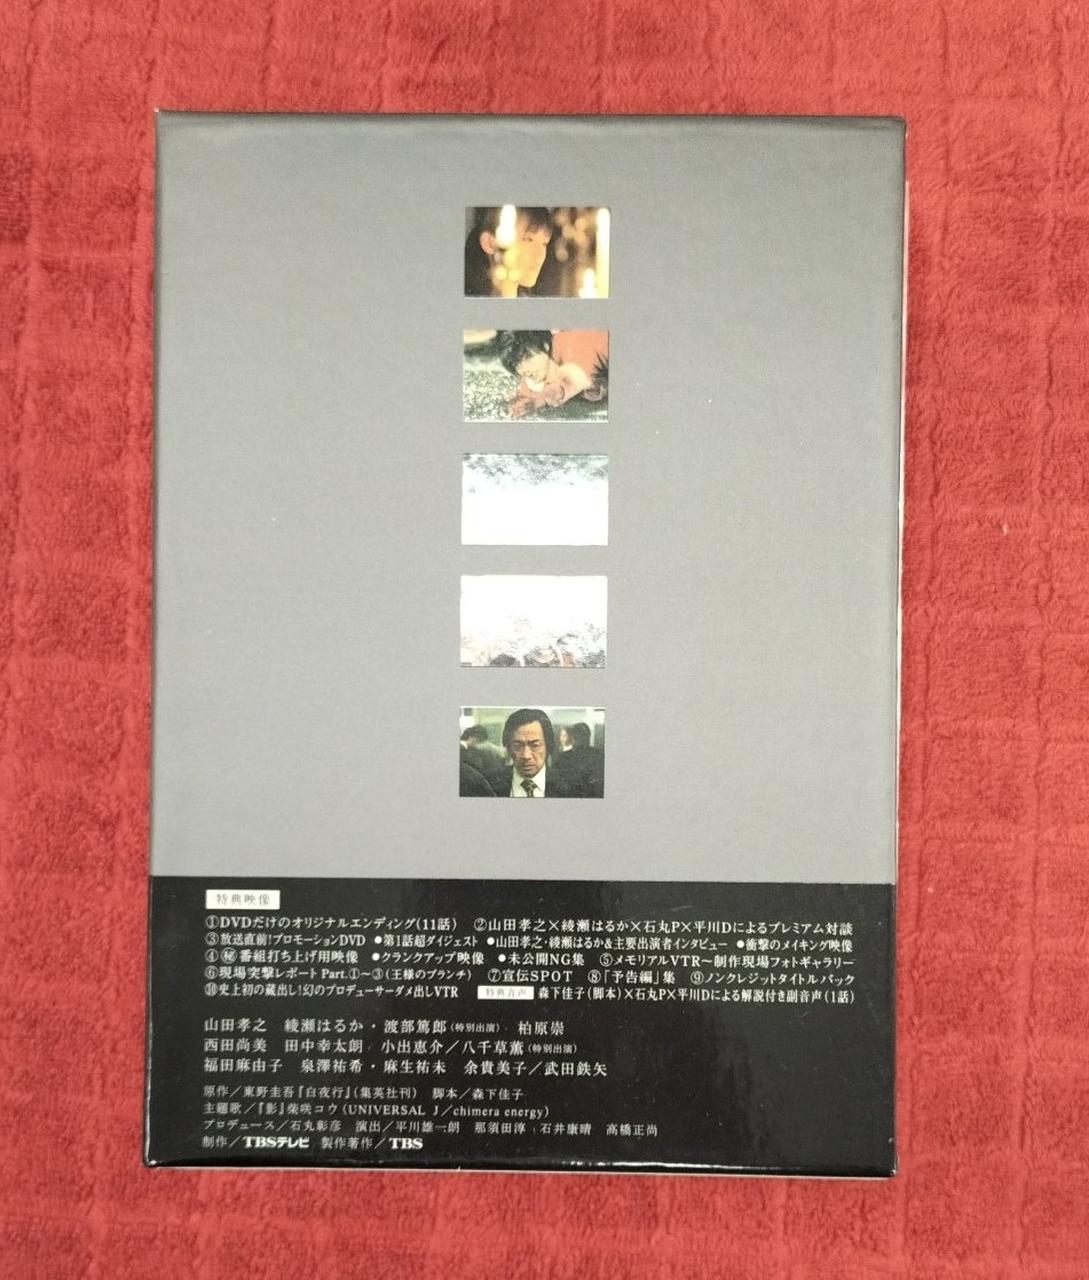 特典映像
①DVDだけのオリジナルエンディング(11話) ②山田孝之×綾瀬はるか×石丸P×平川Dによるプレミアム対談
③放送直前!プロモーションDVD ●第1話超ダイジェスト ●山田孝之・綾瀬はるか&主要出演者インタビュー ●衝撃のメイキング映像
④㊙番組打ち上げ用映像 ●クランクアップ映像 ●未公開NG集 ⑤メモリアルVTR〜制作現場フォトギャラリー
⑥現場突撃レポート Part.①〜③(王様のブランチ) ⑦宣伝SPOT ⑧「予告編」集 ⑨ノンクレジットタイトルバック
⑩史上初の蔵出し!幻のプロデューサーダメ出しVTR 特典音声 森下佳子(脚本)×石丸P×平川Dによる解説付き副音声(1話)
山田孝之 綾瀬はるか・渡部篤郎(特別出演) 柏原崇
西田尚美 田中幸太朗 小出恵介/八千草薫(特別出演)
福田麻由子 泉澤祐希・麻生祐未 余貴美子/武田鉄矢
原作/東野圭吾『白夜行』(集英社刊) 脚本/森下佳子
主題歌/『影』柴咲コウ(UNIVERSAL J/chimera energy)
プロデュース/石丸彰彦 演出/平川雄一朗 那須田淳 石井康晴 高橋正尚
制作/TBSテレビ 製作著作/TBS